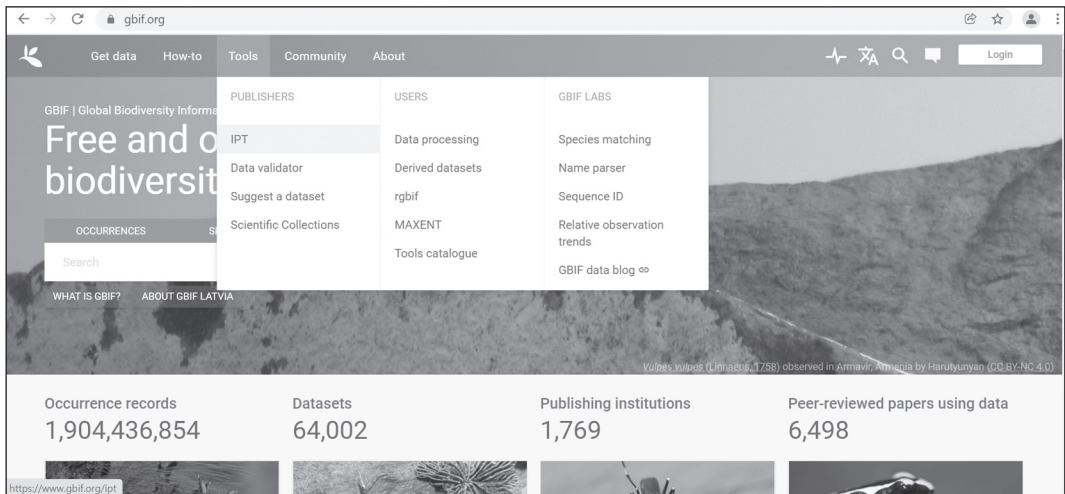 gbif.org
Get data How-to Tools Community About Login
PUBLISHERS
IPT
Data validator
Suggest a dataset
Scientific Collections
USERS
Data processing
Derived datasets
rgbif
MAXENT
Tools catalogue
GBIF LABS
Species matching
Name parser
Sequence ID
Relative observation
trends
GBIF data blog
GBIF | Global Biodiversity Informa
Free and o
biodiversit
OCCURRENCES S
Search
WHAT IS GBIF? ABOUT GBIF LATVIA
Vulpes vulpes (Linnaeus, 1758) observed in Armavir, Armenia by Harutyunyan (CC BY-NC 4.0)
Occurrence records
1,904,436,854
Datasets
64,002
Publishing institutions
1,769
Peer-reviewed papers using data
6,498
https://www.gbif.org/ipt